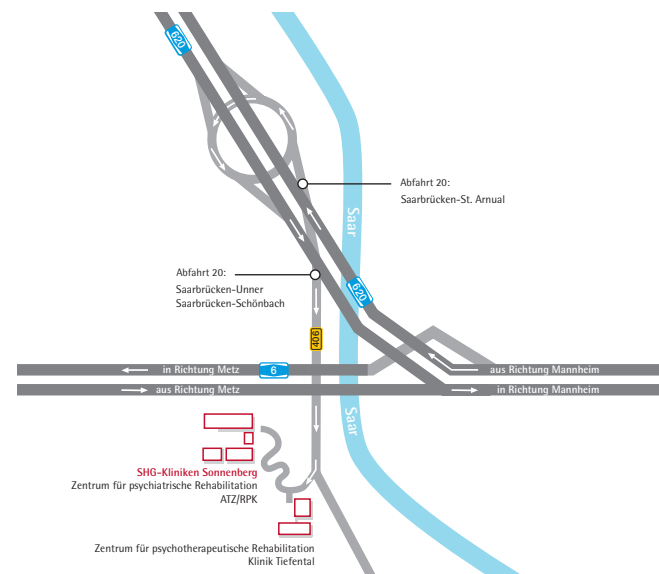 620
Abfahrt 20:
Saarbrücken-St. Arnual
Saar
Abfahrt 20:
Saarbrücken-Unner
Saarbrücken-Schönbach
620
406
in Richtung Metz
6
aus Richtung Mannheim
aus Richtung Metz
in Richtung Mannheim
Saar
SHG-Kliniken Sonnenberg
Zentrum für psychiatrische Rehabilitation
ATZ/RPK
Zentrum für psychotherapeutische Rehabilitation
Klinik Tiefental